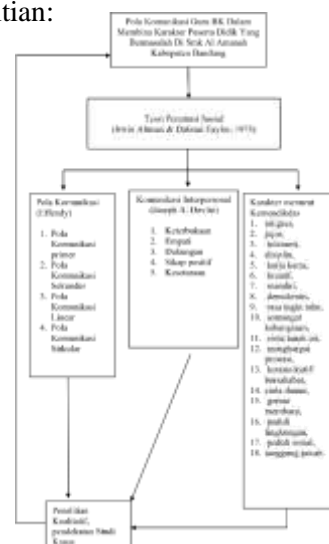 itian:
Pola Komunikasi Guru BK Dalam
Membina Karakter Peserta Didik Yang
Bermasalah Di Smk Al Amanah
Kabupaten Bandung
Teori Penetrasi Sosial
(Irwin Altman & Dalmas Taylor, 1973)
Pola Komunikasi
(Effendy)
1. Pola
Komunikasi
primer
2. Pola
Komunikasi
Sekunder
3. Pola
Komunikasi
Linear
4. Pola
Komunikasi
Sirkular
Komunikasi Interpersonal
(Joseph A. Devito)
1. Keterbukaan
2. Empati
3. Dukungan
4. Sikap positif
5. Kesetaraan
Karakter menurut
Kemendikdas
1. religius,
2. jujur,
3. toleransi,
4. disiplin,
5. kerja keras,
6. kreatif,
7. mandiri,
8. demokratis,
9. rasa ingin tahu,
10. semangat
kebangsaan,
11. cinta tanah air,
12. menghargai
prestasi,
13. bersahabat/
14. cinta damai,
15. gemar
membaca,
16. peduli
lingkungan,
17. peduli sosial,
18. tanggung jawab.
Penelitian
Kualitatif,
pendekatan Studi
Kasus